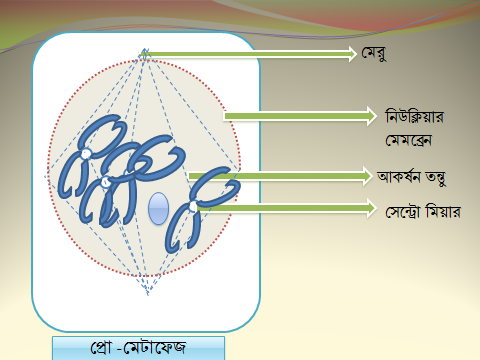 মেরু
নিউক্লিয়ার
মেমব্রেন
আকর্ষন তন্তু
সেন্ট্রো মিয়ার
প্রো -মেটাফেজ